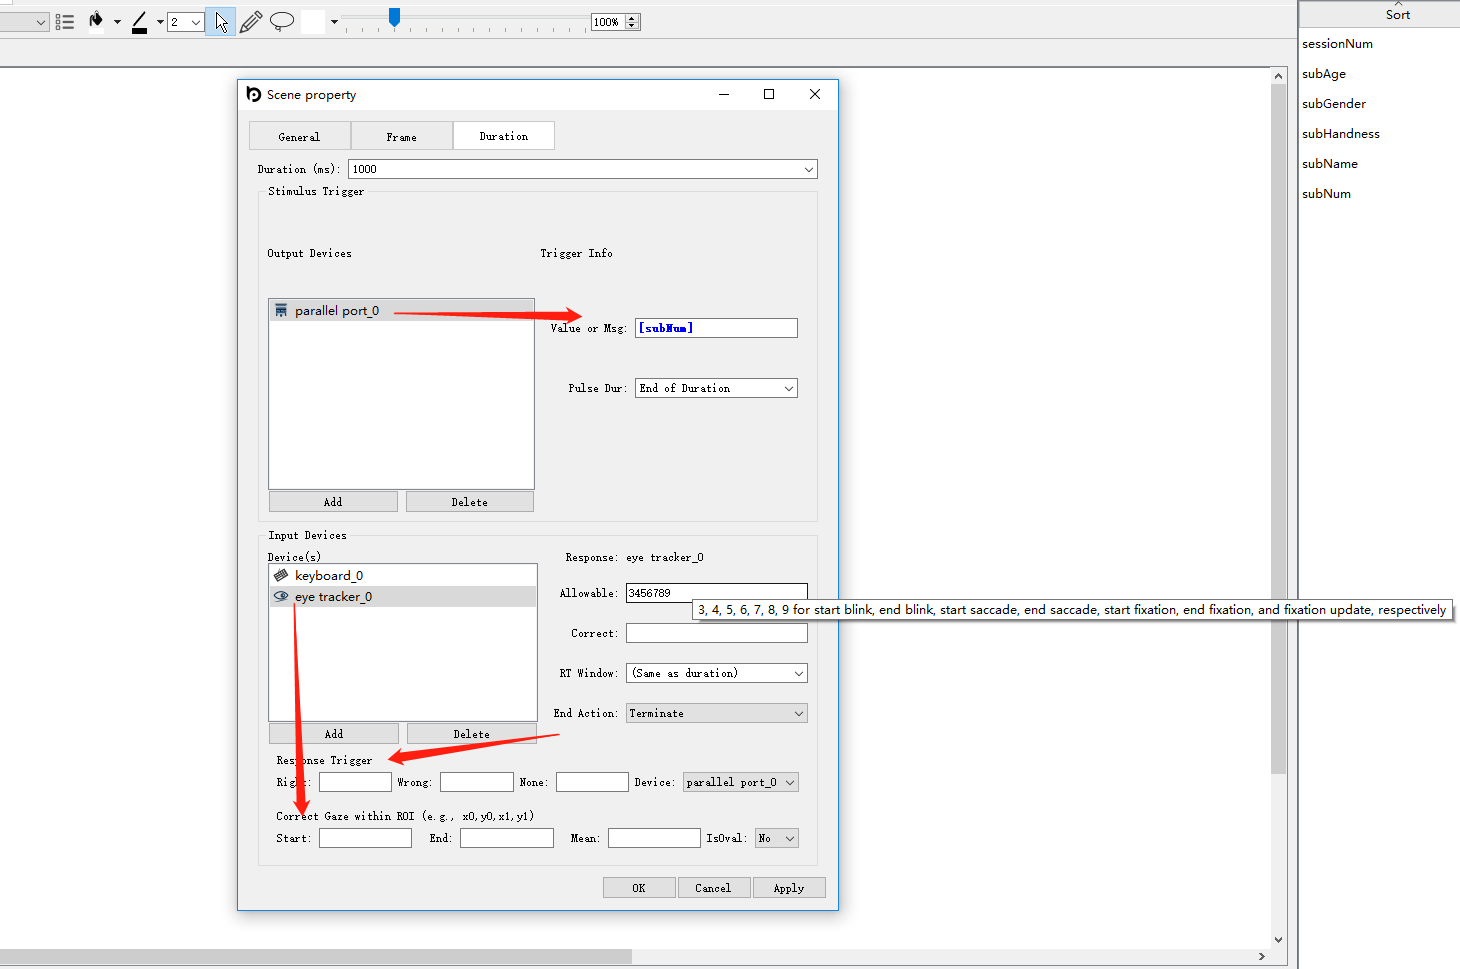 2
100%
Sort
sessionNum
subAge
subGender
subHandness
subName
subNum
Scene property
General
Frame
Duration
Duration (ms):
1000
Stimulus Trigger
Output Devices
Trigger Info
parallel port_0
Value or Msg:
[subNum]
Pulse Dur:
End of Duration
Add
Delete
Input Devices
Device(s)
keyboard_0
eye tracker_0
Response: eye tracker_0
Allowable:
3456789
3, 4, 5, 6, 7, 8, 9 for start blink, end blink, start saccade, end saccade, start fixation, end fixation, and fixation update, respectively
Correct:
RT Window:
(Same as duration)
End Action:
Terminate
Add
Delete
Response Trigger
Right:
Wrong:
None:
Device:
parallel port_0
Correct Gaze within ROI (e.g., x0,y0,x1,y1)
Start:
End:
Mean:
IsOval:
No
OK
Cancel
Apply